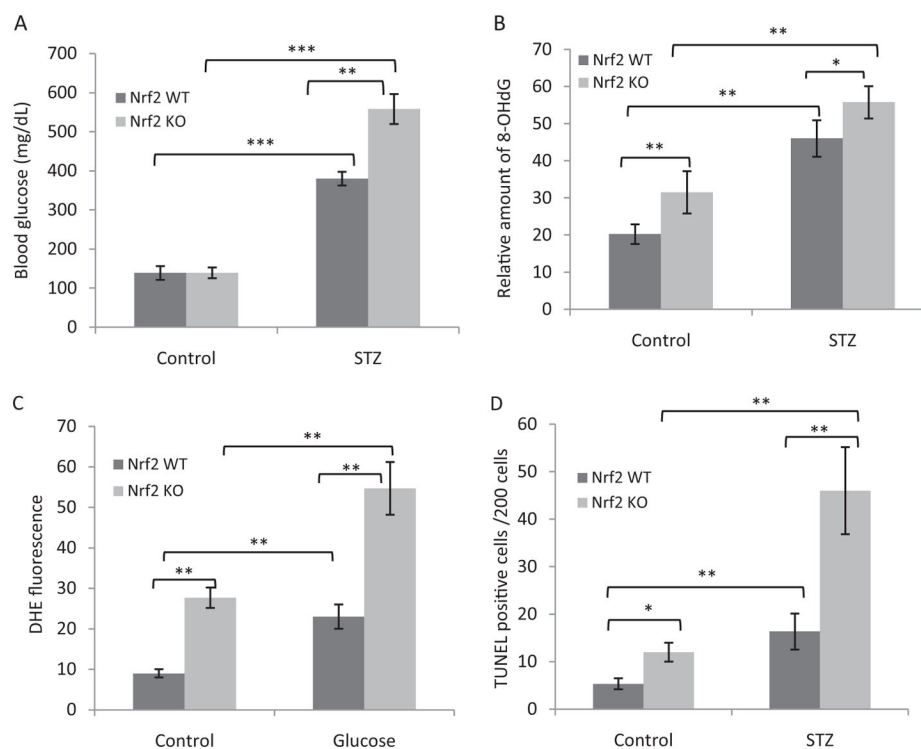 A
Blood glucose (mg/dL)
700
600
500
400
300
200
100
0
Nrf2 WT
Nrf2 KO
***
**
***
Control
STZ
B
Relative amount of 8-OHdG
70
60
50
40
30
20
10
0
Nrf2 WT
Nrf2 KO
**
*
**
**
Control
STZ
C
DHE fluorescence
70
60
50
40
30
20
10
0
Nrf2 WT
Nrf2 KO
**
**
**
**
Control
Glucose
D
TUNEL positive cells /200 cells
60
50
40
30
20
10
0
Nrf2 WT
Nrf2 KO
**
**
**
*
Control
STZ